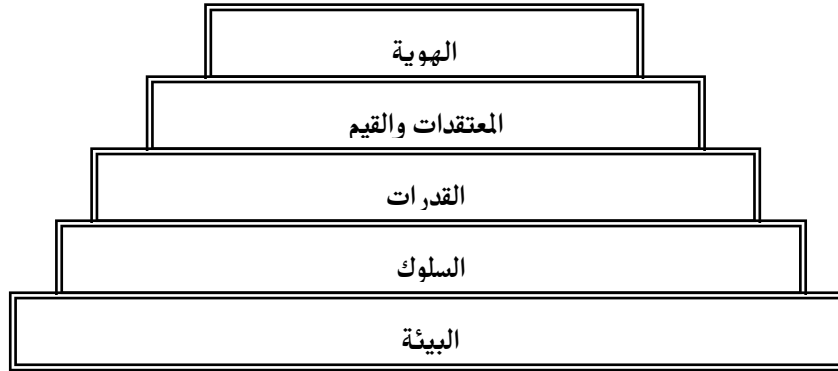 الهوية
المعتقدات والقيم
القدرات
السلوك
البيئة